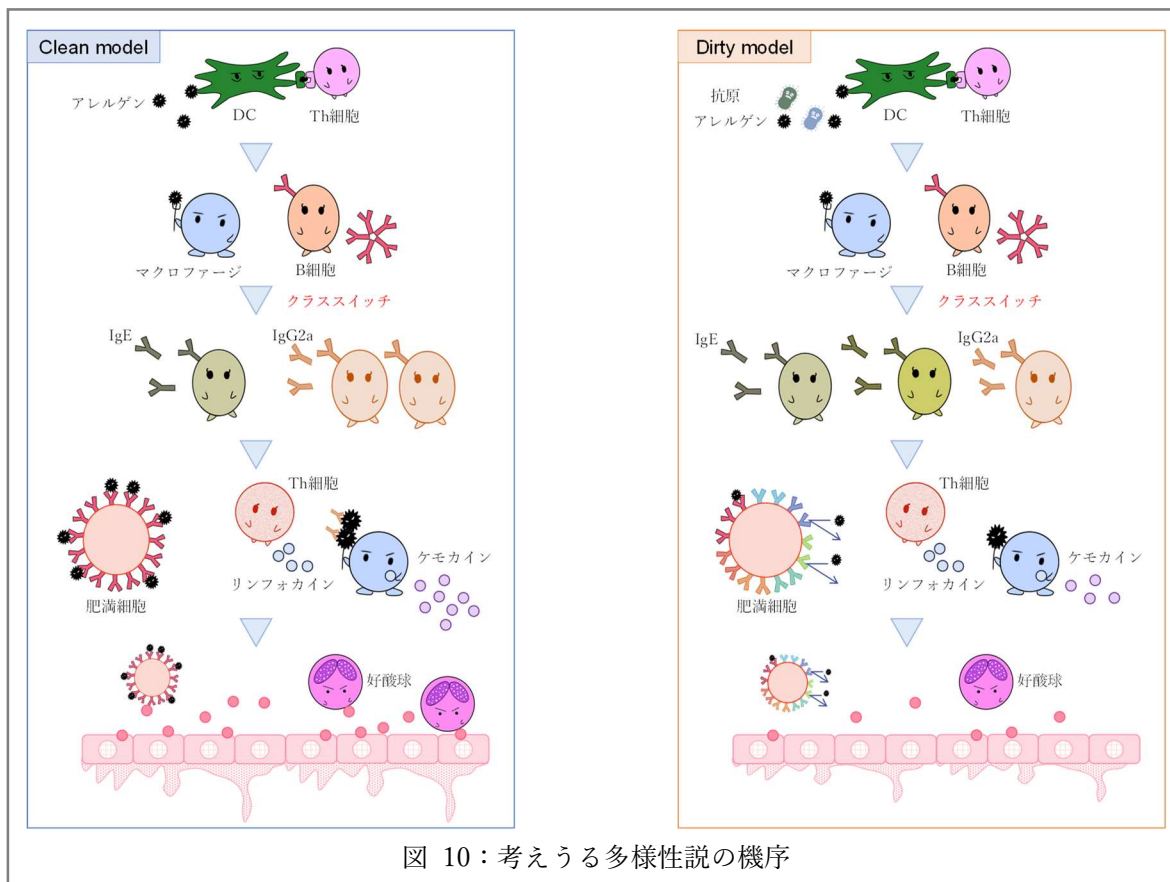 Clean model
アレルゲン
DC
Th細胞
マクロファージ
B細胞
クラススイッチ
IgE
IgG2a
Th細胞
肥満細胞
リンフォカイン
ケモカイン
好酸球
Dirty model
抗原
アレルゲン
DC
Th細胞
マクロファージ
B細胞
クラススイッチ
IgE
IgG2a
Th細胞
肥満細胞
リンフォカイン
ケモカイン
好酸球
図 10：考えうる多様性説の機序